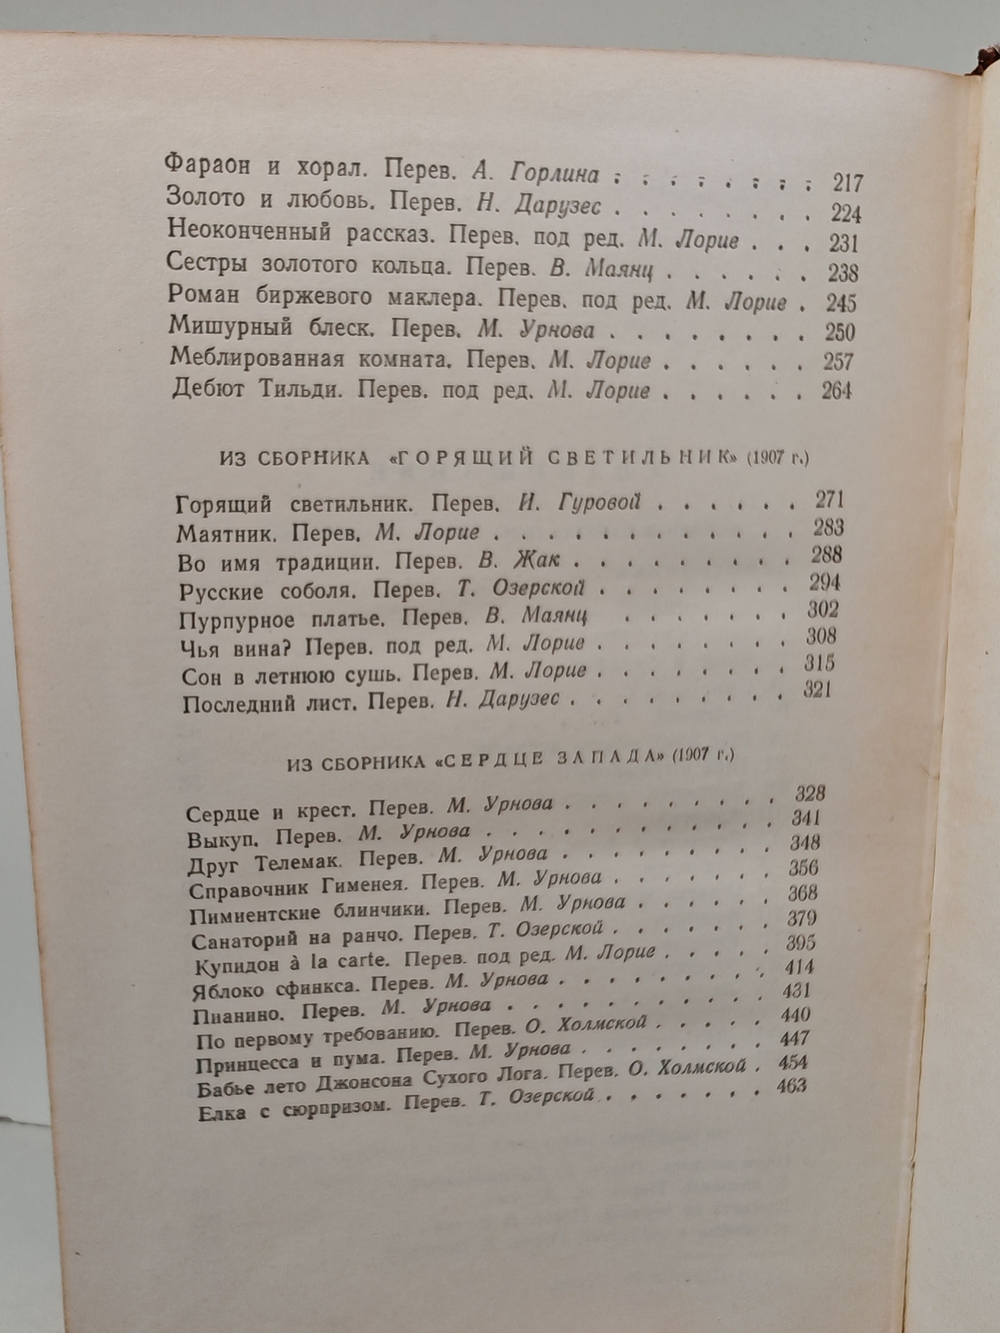 Фараон и хорал. Перев. А. Горлина . . . . . . . . 217
Золото и любовь. Перев. Н. Дарузес . . . . . . . . 224
Неоконченный рассказ. Перев. под ред. М. Лорие . . . 231
Сестры золотого кольца. Перев. В. Маянц . . . . . . 238
Роман биржевого маклера. Перев. под ред. М. Лорие . 245
Мишурный блеск. Перев. М. Урнова . . . . . . . . 250
Меблированная комната. Перев. М. Лорие . . . . . . 257
Дебют Тильди. Перев. под ред. М. Лорие . . . . . . 264
ИЗ СБОРНИКА «ГОРЯЩИЙ СВЕТИЛЬНИК» (1907 г.)
Горящий светильник. Перев. И. Гуровой . . . . . . 271
Маятник. Перев. М. Лорие . . . . . . . . . . . . 283
Во имя традиции. Перев. В. Жак . . . . . . . . . 288
Русские соболя. Перев. Т. Озерской . . . . . . . . 294
Пурпурное платье. Перев. В. Маянц . . . . . . . 302
Чья вина? Перев. под ред. М. Лорие . . . . . . . . 308
Сон в летнюю сушь. Перев. М. Лорие . . . . . . . . 315
Последний лист. Перев. Н. Дарузес . . . . . . . . . 321
ИЗ СБОРНИКА «СЕРДЦЕ ЗАПАДА» (1907 г.)
Сердце и крест. Перев. М. Урнова . . . . . . . . . 328
Выкуп. Перев. М. Урнова . . . . . . . . . . . . 341
Друг Телемак. Перев. М. Урнова . . . . . . . . . 348
Справочник Гименея. Перев. М. Урнова . . . . . . . 356
Пимиентские блинчики. Перев. М. Урнова . . . . . . 368
Санаторий на ранчо. Перев. Т. Озерской . . . . . . . 379
Купидон à la carte. Перев. под ред. М. Лорие . . . . . 395
Яблоко сфинкса. Перев. М. Урнова . . . . . . . . . 414
Пианино. Перев. М. Урнова . . . . . . . . . . . 431
По первому требованию. Перев. О. Холмской . . . . . 440
Принцесса и пума. Перев. М. Урнова . . . . . . . . 447
Бабье лето Джонсона Сухого Лога. Перев. О. Холмской . 454
Елка с сюрпризом. Перев. Т. Озерской . . . . . . . 463